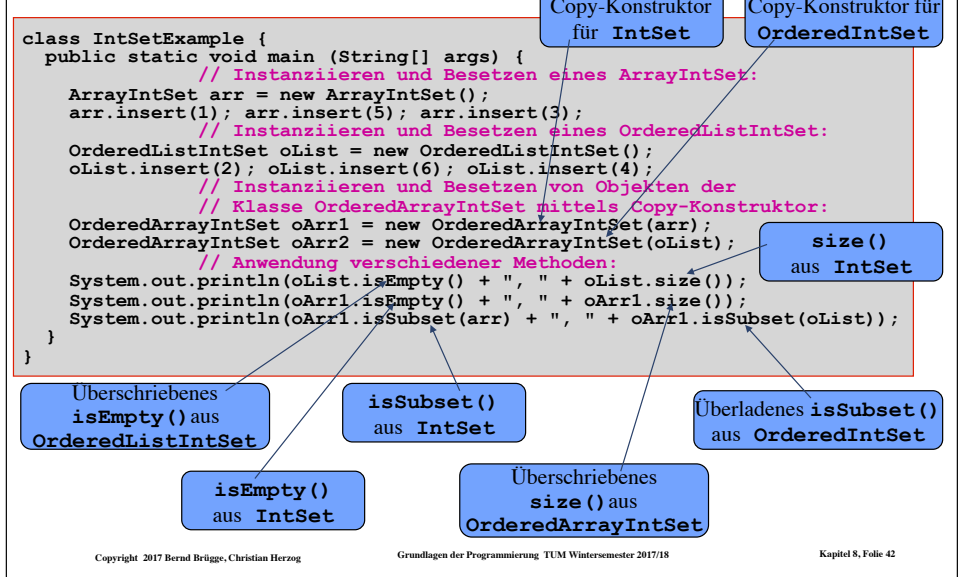 Copy-Konstruktor
für IntSet
Copy-Konstruktor für
OrderedIntSet
class IntSetExample {
public static void main (String[] args) {
// Instanziieren und Besetzen eines ArrayIntSet:
ArrayIntSet arr = new ArrayIntSet();
arr.insert(1); arr.insert(5); arr.insert(3);
// Instanziieren und Besetzen eines OrderedListIntSet:
OrderedListIntSet oList = new OrderedListIntSet();
oList.insert(2); oList.insert(6); oList.insert(4);
// Instanziieren und Besetzen von Objekten der
// Klasse OrderedArrayIntSet mittels Copy-Konstruktor:
OrderedArrayIntSet oArr1 = new OrderedArrayIntSet(arr);
OrderedArrayIntSet oArr2 = new OrderedArrayIntSet(oList);
// Anwendung verschiedener Methoden:
System.out.println(oList.isEmpty() + ", " + oList.size());
System.out.println(oArr1.isEmpty() + ", " + oArr1.size());
System.out.println(oArr1.isSubset(arr) + ", " + oArr1.isSubset(oList));
}
}
size()
aus IntSet
Überschriebenes
isEmpty() aus
OrderedListIntSet
isSubset()
aus IntSet
Überladenes isSubset()
aus OrderedIntSet
isEmpty()
aus IntSet
Überschriebenes
size() aus
OrderedArrayIntSet
Copyright 2017 Bernd Brügge, Christian Herzog
Grundlagen der Programmierung TUM Wintersemester 2017/18
Kapitel 8, Folie 42